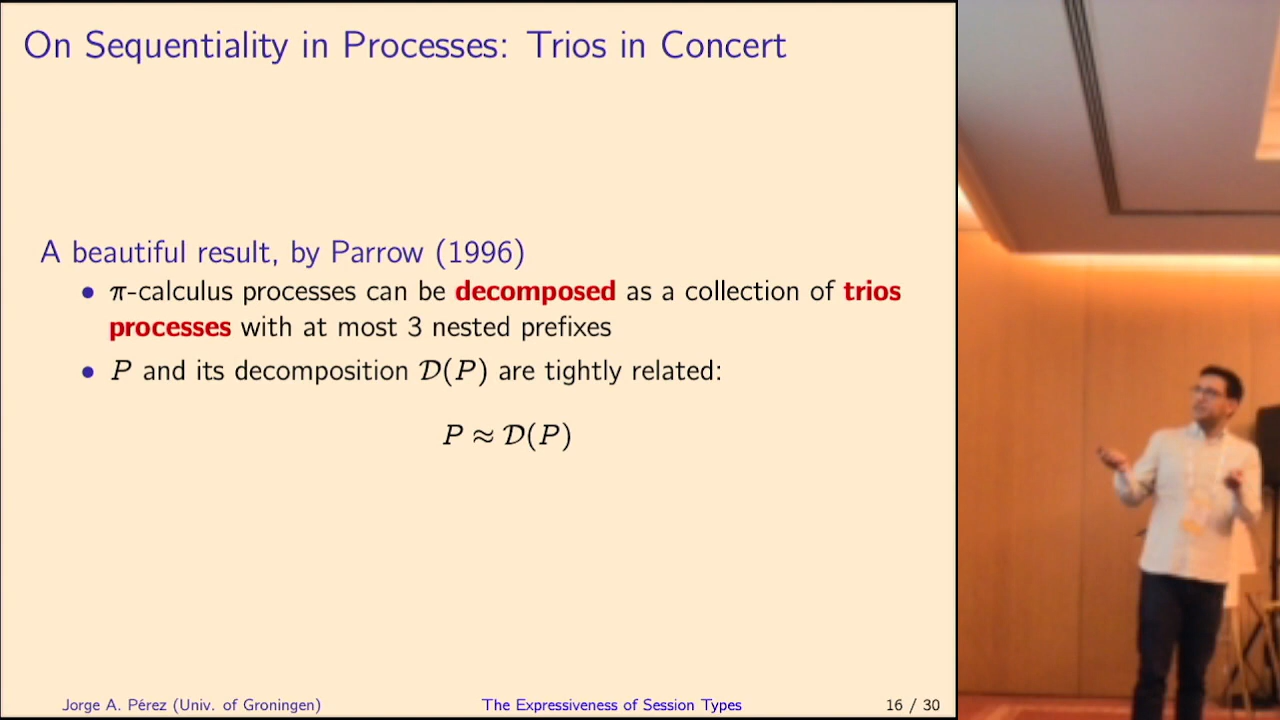 On Sequentiality in Processes: Trios in Concert
A beautiful result, by Parrow (1996)
• π-calculus processes can be decomposed as a collection of trios
processes with at most 3 nested prefixes
• P and its decomposition 𝒟(P) are tightly related:
P ≈ 𝒟(P)
Jorge A. Pérez (Univ. of Groningen) The Expressiveness of Session Types 16 / 30